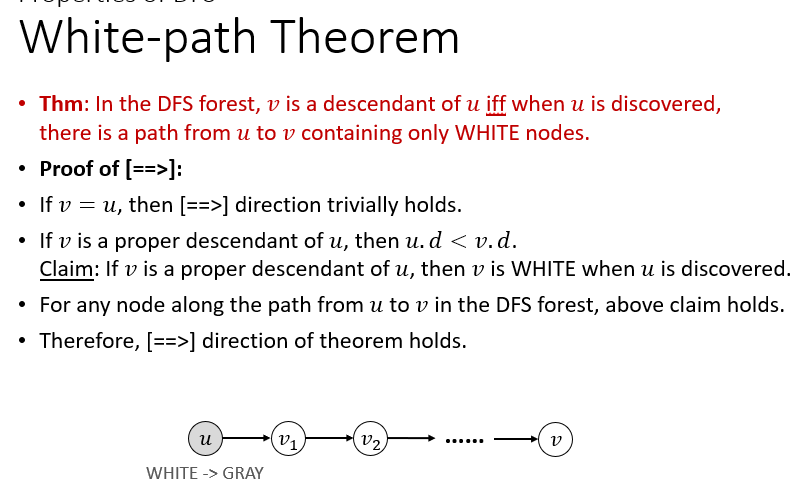 White-path Theorem
• Thm: In the DFS forest, 𝑣 is a descendant of 𝑢 iff when 𝑢 is discovered,
there is a path from 𝑢 to 𝑣 containing only WHITE nodes.
• Proof of [==>]:
• If 𝑣 = 𝑢, then [==>] direction trivially holds.
• If 𝑣 is a proper descendant of 𝑢, then 𝑢. 𝑑 < 𝑣. 𝑑.
Claim: If 𝑣 is a proper descendant of 𝑢, then 𝑣 is WHITE when 𝑢 is discovered.
• For any node along the path from 𝑢 to 𝑣 in the DFS forest, above claim holds.
• Therefore, [==>] direction of theorem holds.
𝑢 𝑣₁ 𝑣₂ …… 𝑣
WHITE -> GRAY